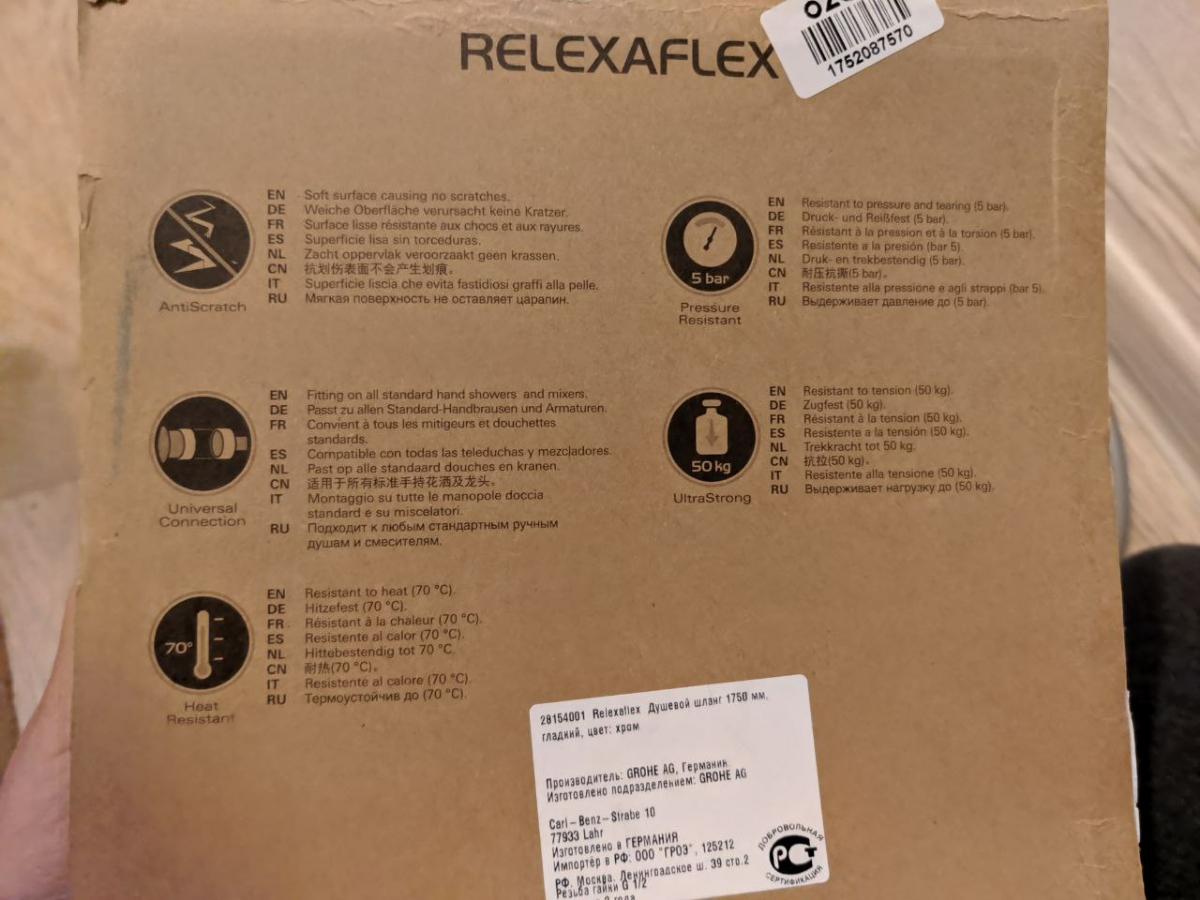 RELEXAFLEX
1752087570
EN Soft surface causing no scratches.
DE Weiche Oberfläche verursacht keine Kratzer.
FR Surface lisse résistante aux chocs et aux rayures.
ES Superficie lisa sin torceduras.
NL Zacht oppervlak veroorzaakt geen krassen.
CN 抗划伤表面不会产生划痕。
IT Superficie liscia che evita fastidiosi graffi alla pelle.
RU Мягкая поверхность не оставляет царапин.
AntiScratch
EN Resistant to pressure and tearing (5 bar).
DE Druck- und Reißfest (5 bar).
FR Résistant à la pression et à la torsion (5 bar).
ES Resistente a la presión (bar 5).
NL Druk- en trekbestendig (5 bar).
CN 耐压抗撕(5 bar)。
IT Resistente alla pressione e agli strappi (bar 5).
RU Выдерживает давление до (5 bar).
5 bar
Pressure
Resistant
EN Fitting on all standard hand showers and mixers.
DE Passt zu allen Standard-Handbrausen und Armaturen.
FR Convient à tous les mitigeurs et douchettes
standards.
ES Compatible con todas las teleduchas y mezcladores.
NL Past op alle standaard douches en kranen.
CN 适用于所有标准手持花洒及龙头。
IT Montaggio su tutte le manopole doccia
standard e su miscelatori.
RU Подходит к любым стандартным ручным
душам и смесителям.
Universal
Connection
EN Resistant to tension (50 kg).
DE Zugfest (50 kg).
FR Résistant à la tension (50 kg).
ES Resistente a la tensión (50 kg).
NL Trekkracht tot 50 kg.
CN 抗拉(50 kg)。
IT Resistente alla tensione (50 kg).
RU Выдерживает нагрузку до (50 kg).
50 kg
UltraStrong
EN Resistant to heat (70 °C).
DE Hitzefest (70 °C).
FR Résistant à la chaleur (70 °C).
ES Resistente al calor (70 °C).
NL Hittebestendig tot 70 °C.
CN 耐热(70 °C)。
IT Resistente al calore (70 °C).
RU Термоустойчив до (70 °C).
70°
Heat
Resistant
28154001 Relexaflex Душевой шланг 1750 мм,
гладкий, цвет: хром
Производитель: GROHE AG, Германия
Изготовлено подразделением: GROHE AG
Carl-Benz-Strabe 10
77933 Lahr
Изготовлено в ГЕРМАНИЯ
Импортёр в РФ: ООО "ГРОЭ", 125212
РФ, Москва, Ленинградское ш. 39 стр.2
Резьба гайки G 1/2
ДОБРОВОЛЬНАЯ
РСТ
СЕРТИФИКАЦИЯ